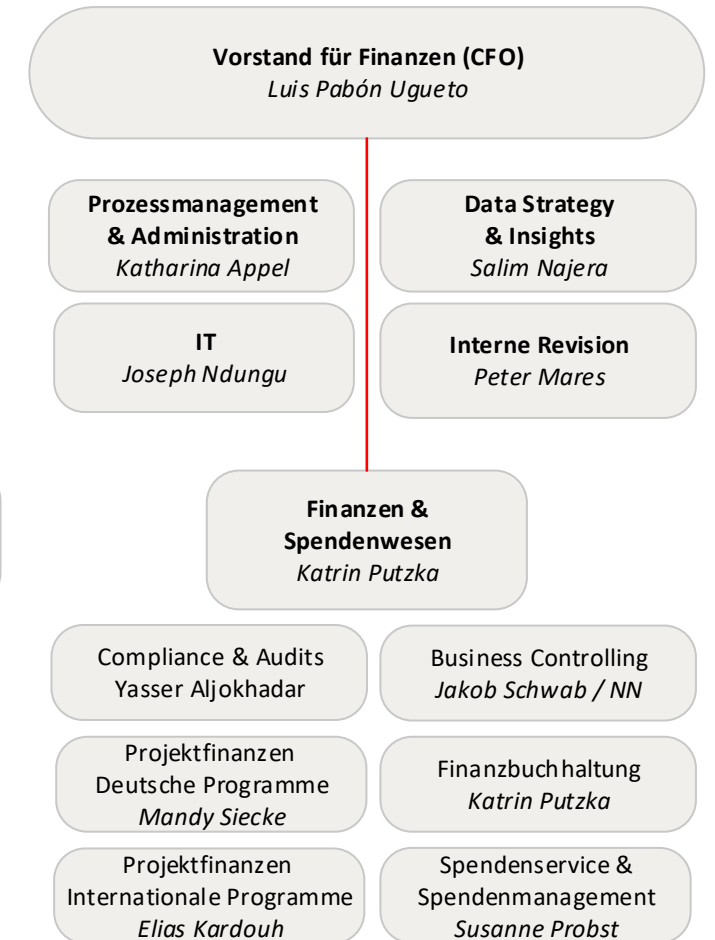 Vorstand für Finanzen (CFO)
Luis Pabón Ugueto
Prozessmanagement
& Administration
Katharina Appel
Data Strategy
& Insights
Salim Najera
IT
Joseph Ndungu
Interne Revision
Peter Mares
Finanzen &
Spendenwesen
Katrin Putzka
Compliance & Audits
Yasser Aljokhadar
Business Controlling
Jakob Schwab / NN
Projektfinanzen
Deutsche Programme
Mandy Siecke
Finanzbuchhaltung
Katrin Putzka
Projektfinanzen
Internationale Programme
Elias Kardouh
Spendenservice &
Spendenmanagement
Susanne Probst